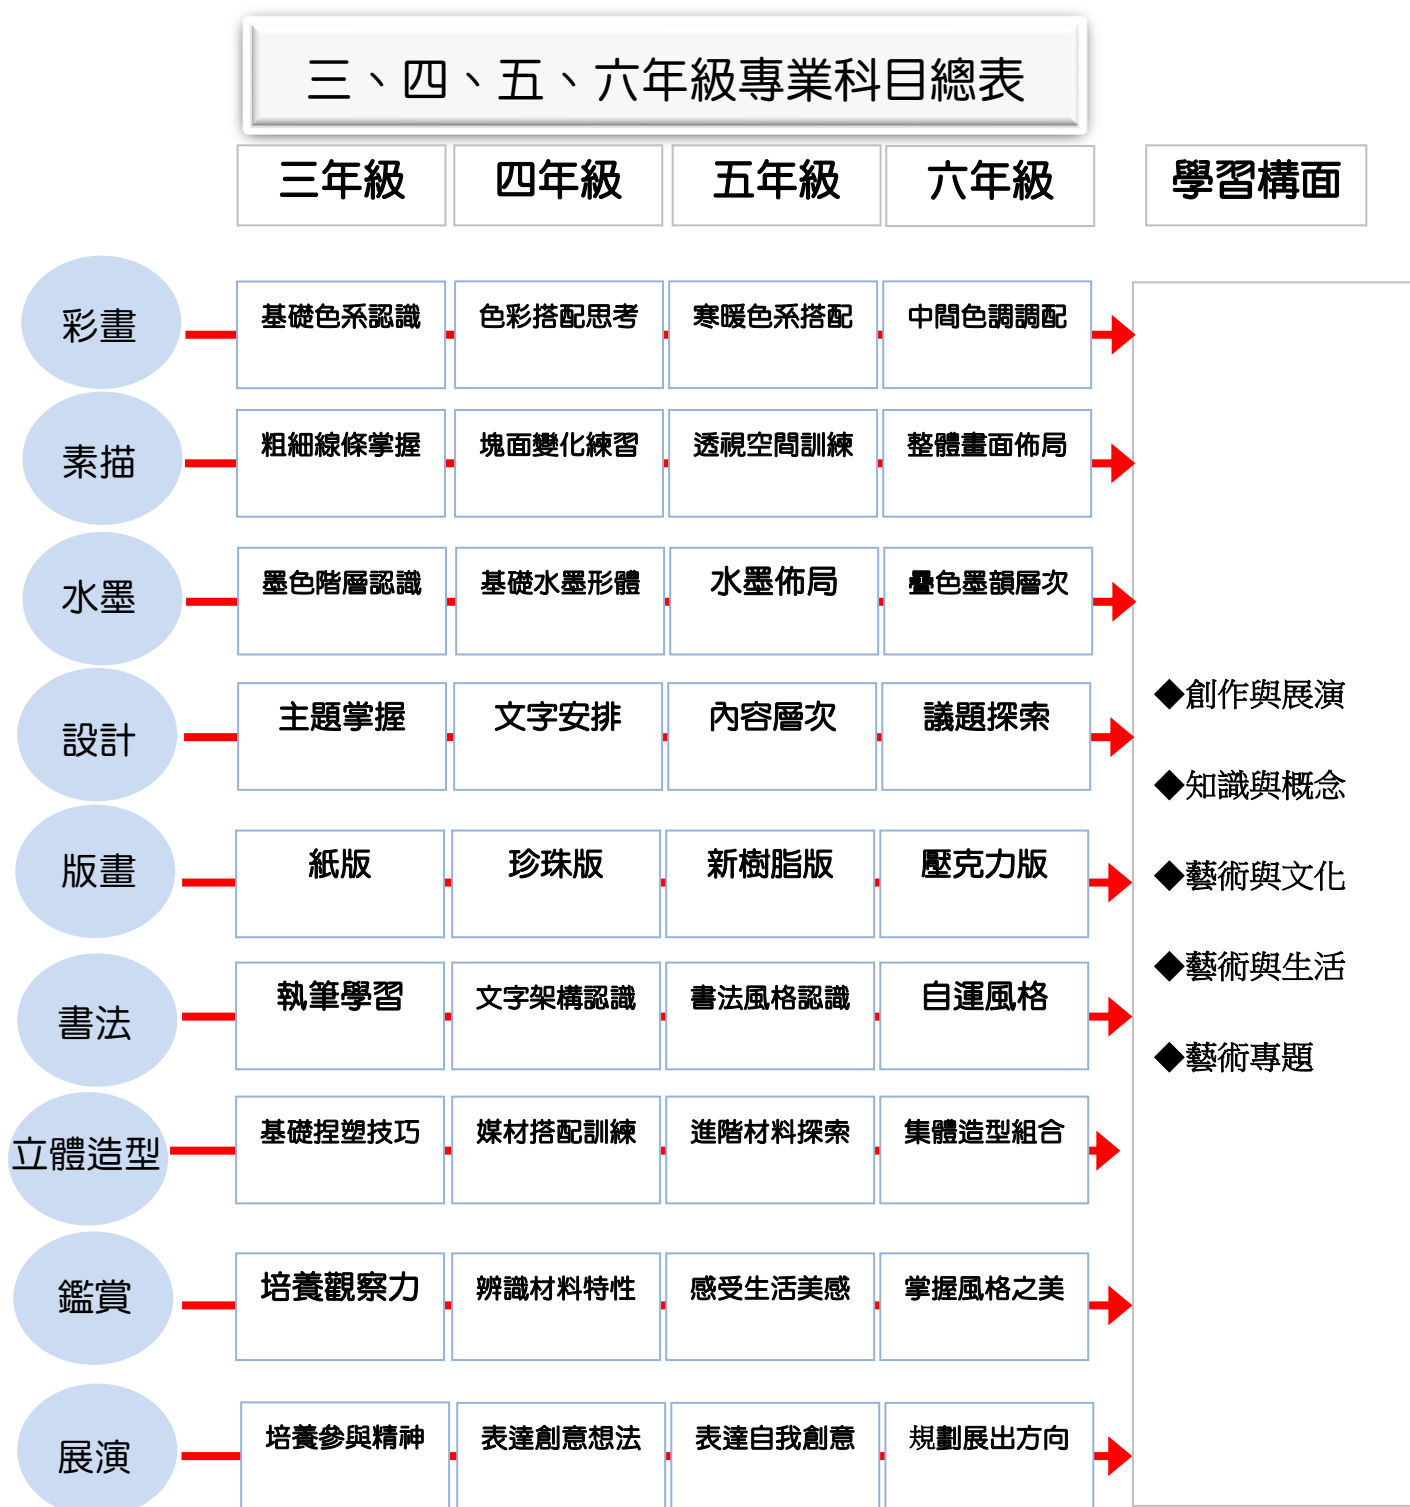 三、四、五、六年級專業科目總表
三年級 四年級 五年級 六年級 學習構面
彩畫 基礎色系認識 色彩搭配思考 寒暖色系搭配 中間色調調配
素描 粗細線條掌握 塊面變化練習 透視空間訓練 整體畫面佈局
水墨 墨色階層認識 基礎水墨形體 水墨佈局 疊色墨韻層次
設計 主題掌握 文字安排 內容層次 議題探索
版畫 紙版 珍珠版 新樹脂版 壓克力版
書法 執筆學習 文字架構認識 書法風格認識 自運風格
立體造型 基礎捏塑技巧 媒材搭配訓練 進階材料探索 集體造型組合
鑑賞 培養觀察力 辨識材料特性 感受生活美感 掌握風格之美
展演 培養參與精神 表達創意想法 表達自我創意 規劃展出方向
◆創作與展演
◆知識與概念
◆藝術與文化
◆藝術與生活
◆藝術專題